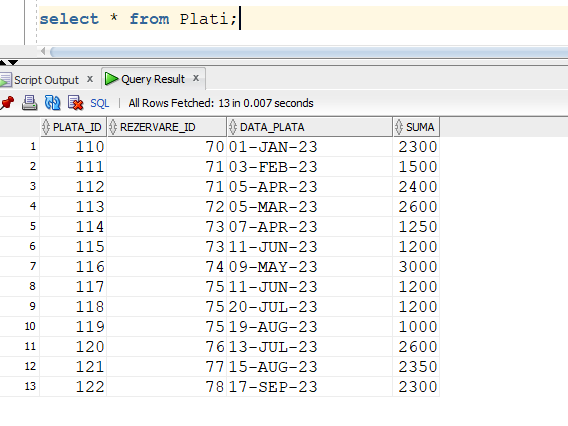 select * from Plati;
Script Output x Query Result x
SQL | All Rows Fetched: 13 in 0.007 seconds
PLATA_ID REZERVARE_ID DATA_PLATA SUMA
1 110 70 01-JAN-23 2300
2 111 71 03-FEB-23 1500
3 112 71 05-APR-23 2400
4 113 72 05-MAR-23 2600
5 114 73 07-APR-23 1250
6 115 73 11-JUN-23 1200
7 116 74 09-MAY-23 3000
8 117 75 11-JUN-23 1200
9 118 75 20-JUL-23 1200
10 119 75 19-AUG-23 1000
11 120 76 13-JUL-23 2600
12 121 77 15-AUG-23 2350
13 122 78 17-SEP-23 2300